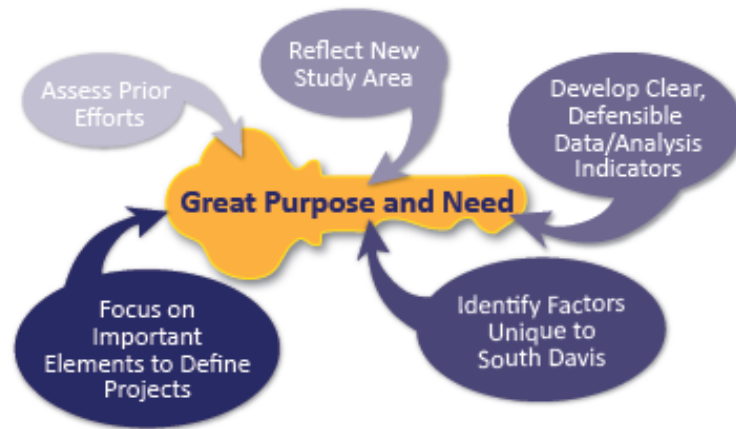 Assess Prior
Efforts
Reflect New
Study Area
Develop Clear,
Defensible
Data/Analysis
Indicators
Great Purpose and Need
Focus on
Important
Elements to Define
Projects
Identify Factors
Unique to
South Davis